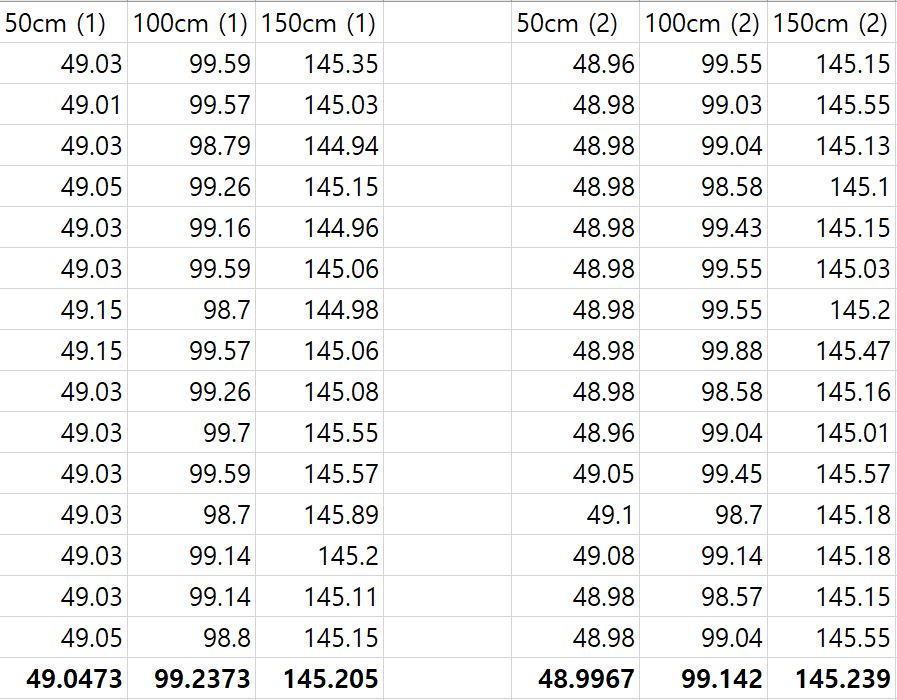 50cm (1) 100cm (1) 150cm (1) 50cm (2) 100cm (2) 150cm (2)
49.03 99.59 145.35 48.96 99.55 145.15
49.01 99.57 145.03 48.98 99.03 145.55
49.03 98.79 144.94 48.98 99.04 145.13
49.05 99.26 145.15 48.98 98.58 145.1
49.03 99.16 144.96 48.98 99.43 145.15
49.03 99.59 145.06 48.98 99.55 145.03
49.15 98.7 144.98 48.98 99.55 145.2
49.15 99.57 145.06 48.98 99.88 145.47
49.03 99.26 145.08 48.98 98.58 145.16
49.03 99.7 145.55 48.96 99.04 145.01
49.03 99.59 145.57 49.05 99.45 145.57
49.03 98.7 145.89 49.1 98.7 145.18
49.03 99.14 145.2 49.08 99.14 145.18
49.03 99.14 145.11 48.98 98.57 145.15
49.05 98.8 145.15 48.98 99.04 145.55
49.0473 99.2373 145.205 48.9967 99.142 145.239